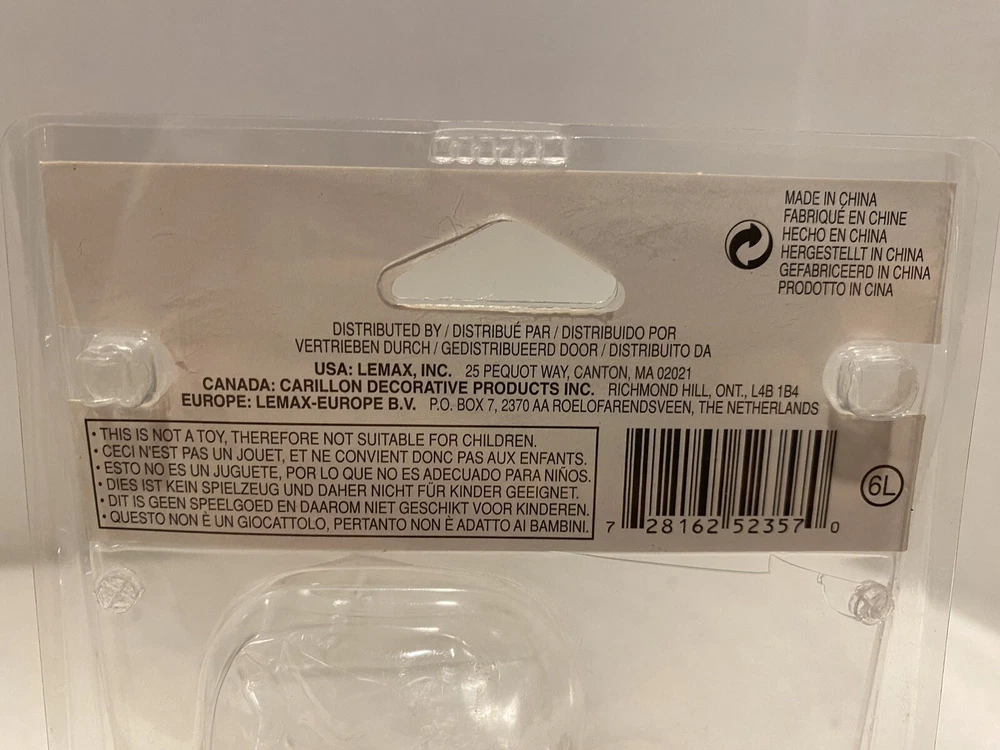 MADE IN CHINA
FABRIQUÉ EN CHINE
HECHO EN CHINA
HERGESTELLT IN CHINA
GEFABRICEERD IN CHINA
PRODOTTO IN CINA
DISTRIBUTED BY / DISTRIBUÉ PAR / DISTRIBUIDO POR
VERTRIEBEN DURCH / GEDISTRIBUEERD DOOR / DISTRIBUITO DA
USA: LEMAX, INC. 25 PEQUOT WAY, CANTON, MA 02021
CANADA: CARILLON DECORATIVE PRODUCTS INC. RICHMOND HILL, ONT., L4B 1B4
EUROPE: LEMAX-EUROPE B.V. P.O. BOX 7, 2370 AA ROELOFARENDSVEEN, THE NETHERLANDS
• THIS IS NOT A TOY, THEREFORE NOT SUITABLE FOR CHILDREN.
• CECI N'EST PAS UN JOUET, ET NE CONVIENT DONC PAS AUX ENFANTS.
• ESTO NO ES UN JUGUETE, POR LO QUE NO ES ADECUADO PARA NIÑOS.
• DIES IST KEIN SPIELZEUG UND DAHER NICHT FÜR KINDER GEEIGNET.
• DIT IS GEEN SPEELGOED EN DAAROM NIET GESCHIKT VOOR KINDEREN.
• QUESTO NON È UN GIOCATTOLO, PERTANTO NON È ADATTO AI BAMBINI.
7 28162 52357 0
6L